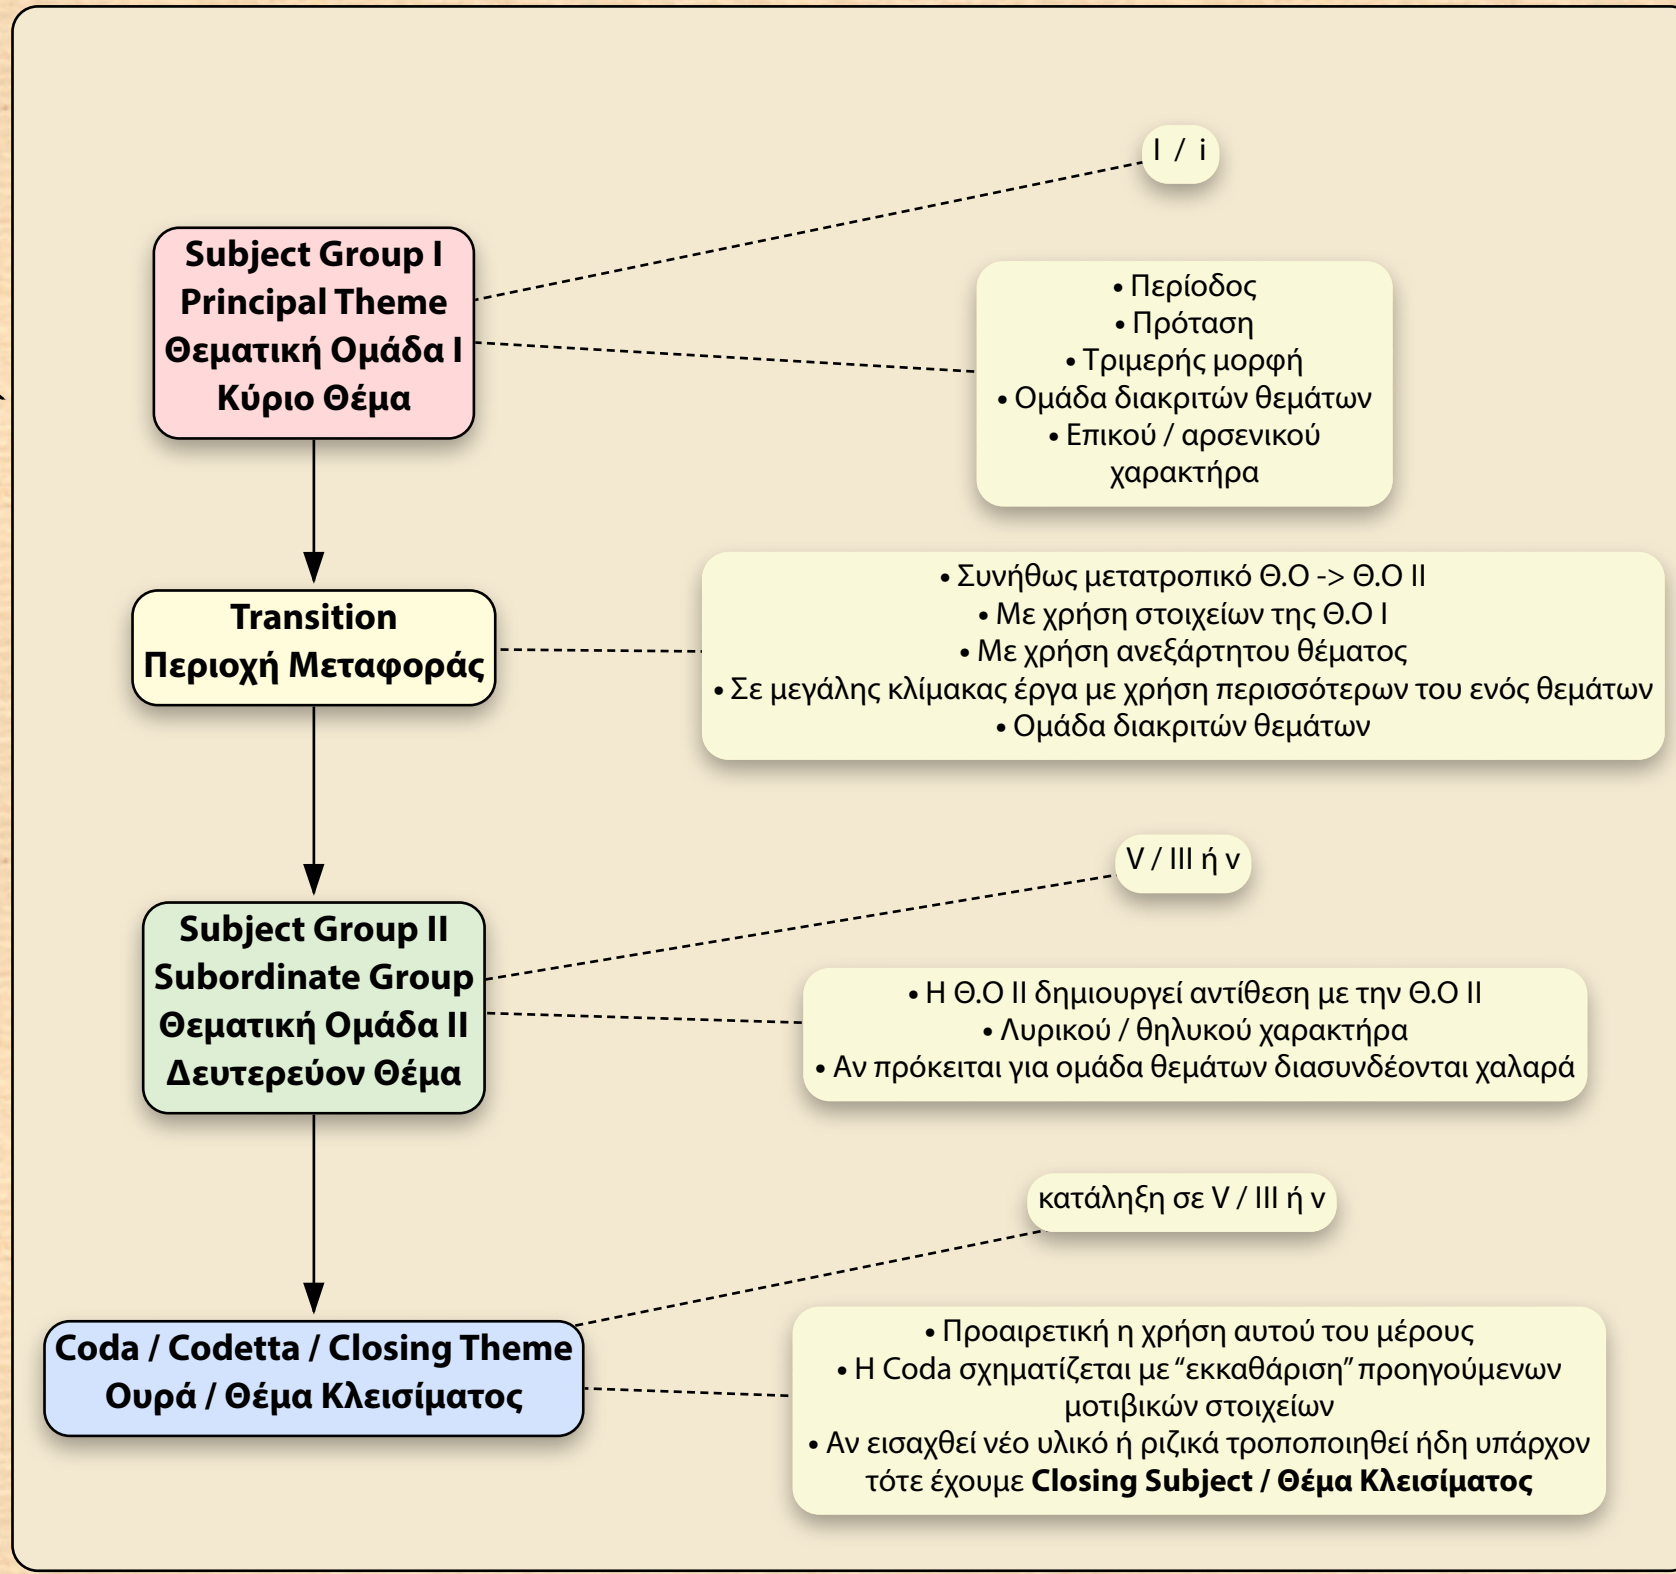 I / i
Subject Group I
Principal Theme
Θεματική Ομάδα Ι
Κύριο Θέμα
• Περίοδος
• Πρόταση
• Τριμερής μορφή
• Ομάδα διακριτών θεμάτων
• Επικού / αρσενικού
χαρακτήρα
Transition
Περιοχή Μεταφοράς
• Συνήθως μετατροπικό Θ.Ο -> Θ.Ο ΙΙ
• Με χρήση στοιχείων της Θ.Ο Ι
• Με χρήση ανεξάρτητου θέματος
• Σε μεγάλης κλίμακας έργα με χρήση περισσότερων του ενός θεμάτων
• Ομάδα διακριτών θεμάτων
V / III ή v
Subject Group II
Subordinate Group
Θεματική Ομάδα ΙΙ
Δευτερεύον Θέμα
• Η Θ.Ο ΙΙ δημιουργεί αντίθεση με την Θ.Ο ΙΙ
• Λυρικού / θηλυκού χαρακτήρα
• Αν πρόκειται για ομάδα θεμάτων διασυνδέονται χαλαρά
κατάληξη σε V / III ή v
Coda / Codetta / Closing Theme
Ουρά / Θέμα Κλεισίματος
• Προαιρετική η χρήση αυτού του μέρους
• Η Coda σχηματίζεται με “εκκαθάριση” προηγούμενων
μοτιβικών στοιχείων
• Αν εισαχθεί νέο υλικό ή ριζικά τροποποιηθεί ήδη υπάρχον
τότε έχουμε Closing Subject / Θέμα Κλεισίματος